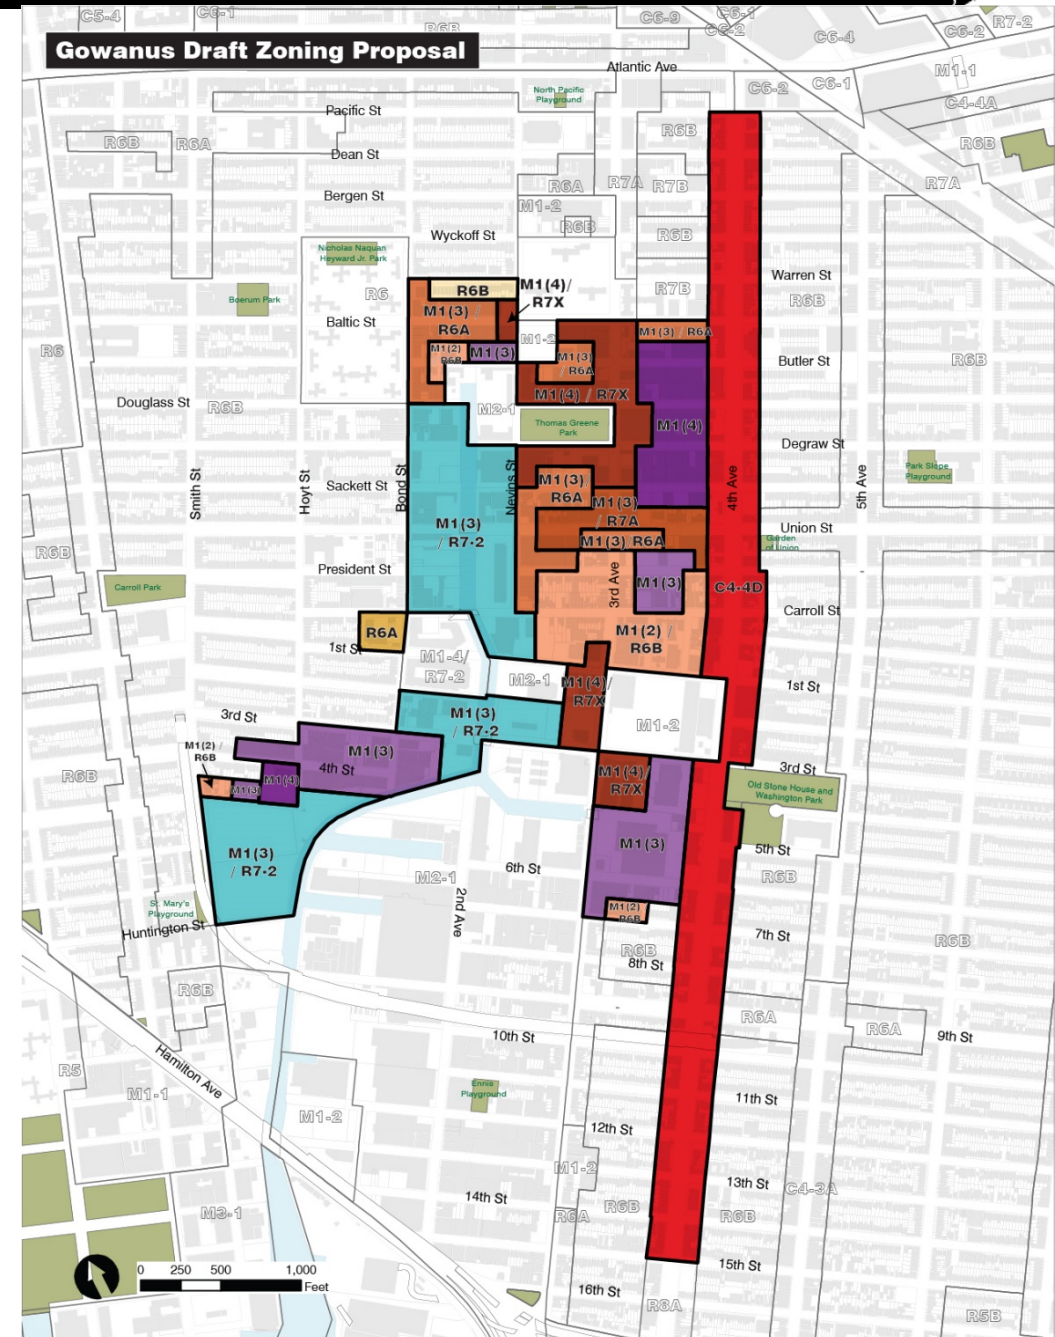 C5-4
C6-1
R6B
C6-9
C6-1
C6-2
C6-4
C6-2
R7-2
Gowanus Draft Zoning Proposal
Atlantic Ave
M1-1
C6-2
C6-1
North Pacific
Playground
C4-4A
Pacific St
R6B
R6B
R6A
R6B
Dean St
R6A
R7A
R7B
R7A
Bergen St
M1-2
R6B
Wyckoff St
R6B
Nicholas Naquan
Heyward Jr. Park
Warren St
R6
R7B
R6B
Boerum Park
R6B
M1(4)/
R7X
Baltic St
M1(3) /
R6A
M1-2
M1(3) / R6A
R6
M1(2)
R6B
M1(3)
M1(3)
/ R6A
Butler St
R6B
M1(4) / R7X
Douglass St
R6B
M2-1
Thomas Greene
Park
M1(4)
Degraw St
Smith St
Hoyt St
Bond St
Nevins St
4th Ave
5th Ave
Park Slope
Playground
Sackett St
M1(3)
R6A
M1(3)
/ R7A
M1(3)
/ R7-2
Union St
Garden
of Union
M1(3) R6A
R6B
President St
3rd Ave
M1(3)
C4-4D
Carroll Park
Carroll St
R6A
M1(2) /
R6B
1st St
M1-4/
R7-2
M2-1
M1(4)/
R7X
1st St
3rd St
M1(3)
/ R7-2
M1-2
M1(2) /
R6B
M1(3)
4th St
R6B
M1(4)
M1(3)
M1(4)/
R7X
3rd St
Old Stone House and
Washington Park
M1(3)
/ R7-2
M1(3)
5th St
6th St
M2-1
R6B
2nd Ave
St. Mary's
Playground
M1(2)
R6B
Huntington St
7th St
R6B
R6B
8th St
R6B
R6A
R6A
10th St
9th St
Hamilton Ave
R5
M1-1
Ennis
Playground
11th St
M1-2
12th St
M1-2
13th St
C4-3A
14th St
R6B
M3-1
R6A
R6B
0 250 500 1,000
Feet
15th St
16th St
R8A
R5B